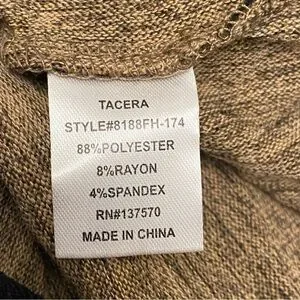 TACERA
STYLE#8188FH-174
88%POLYESTER
8%RAYON
4%SPANDEX
RN#137570
MADE IN CHINA